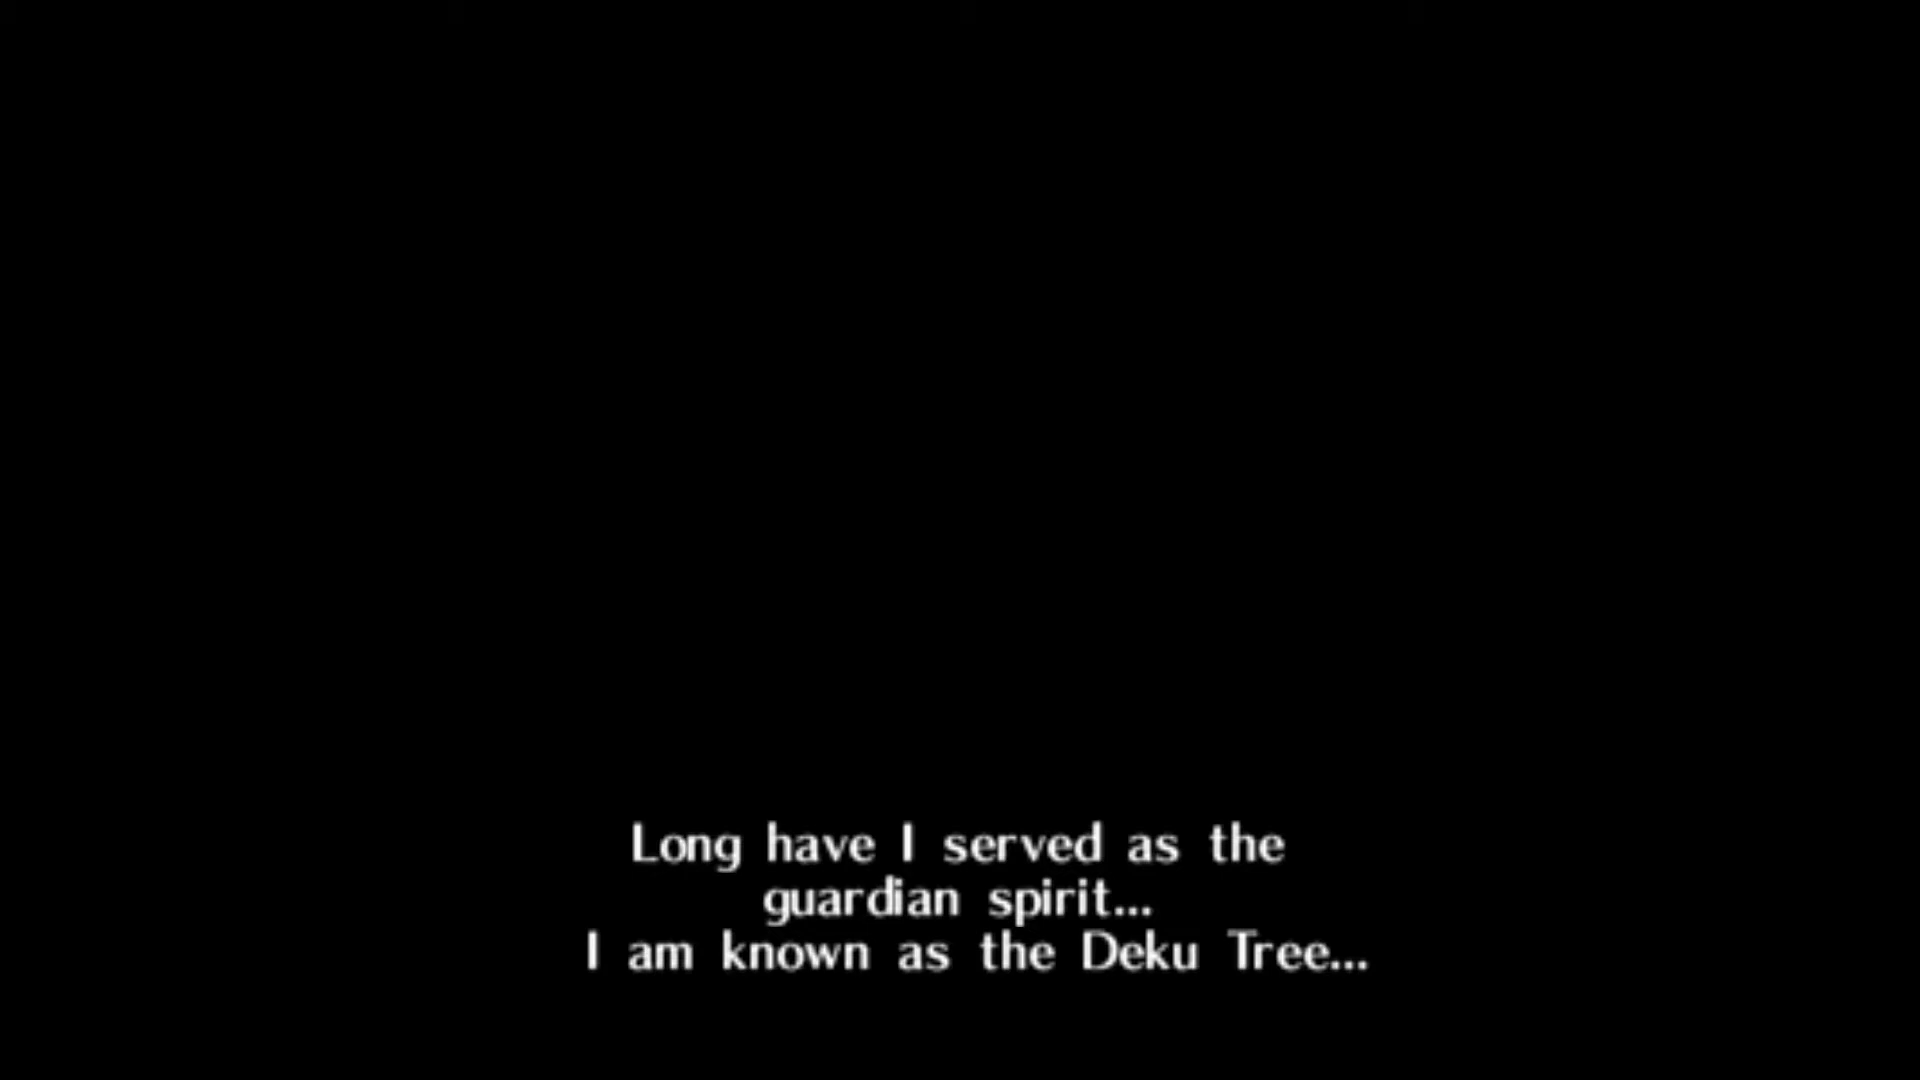 Long have I served as the
guardian spirit...
I am known as the Deku Tree...